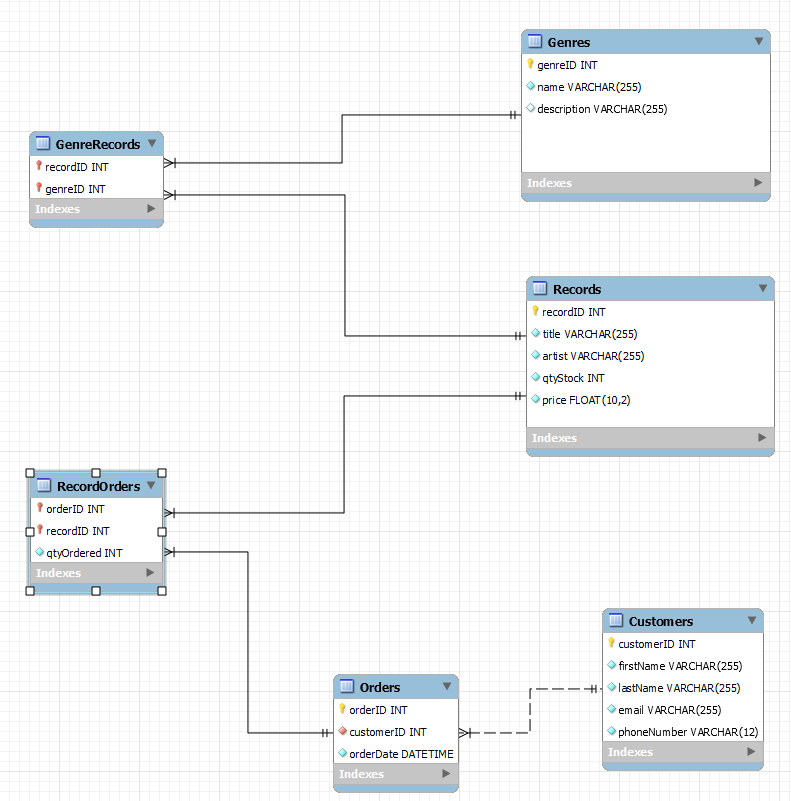 Genres
genreID INT
name VARCHAR(255)
description VARCHAR(255)
Indexes
GenreRecords
recordID INT
genreID INT
Indexes
Records
recordID INT
title VARCHAR(255)
artist VARCHAR(255)
qtyStock INT
price FLOAT(10,2)
Indexes
RecordOrders
orderID INT
recordID INT
qtyOrdered INT
Indexes
Customers
customerID INT
firstName VARCHAR(255)
lastName VARCHAR(255)
email VARCHAR(255)
phoneNumber VARCHAR(12)
Indexes
Orders
orderID INT
customerID INT
orderDate DATETIME
Indexes